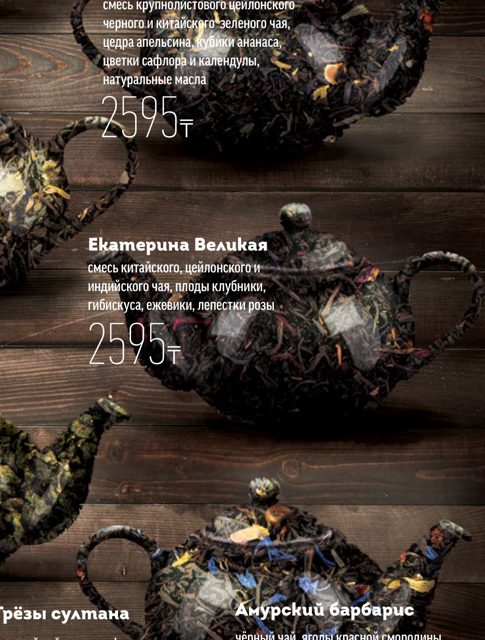 смесь крупнолистового цейлонского
черного и китайского зеленого чая,
цедра апельсина, кубики ананаса,
цветки сафлора и календулы,
натуральные масла
2595₸
Екатерина Великая
смесь китайского, цейлонского и
индийского чая, плоды клубники,
гибискуса, ежевики, лепестки розы
2595₸
Грёзы султана
Амурский барбарис
чёрный чай, ягоды красной смородины,